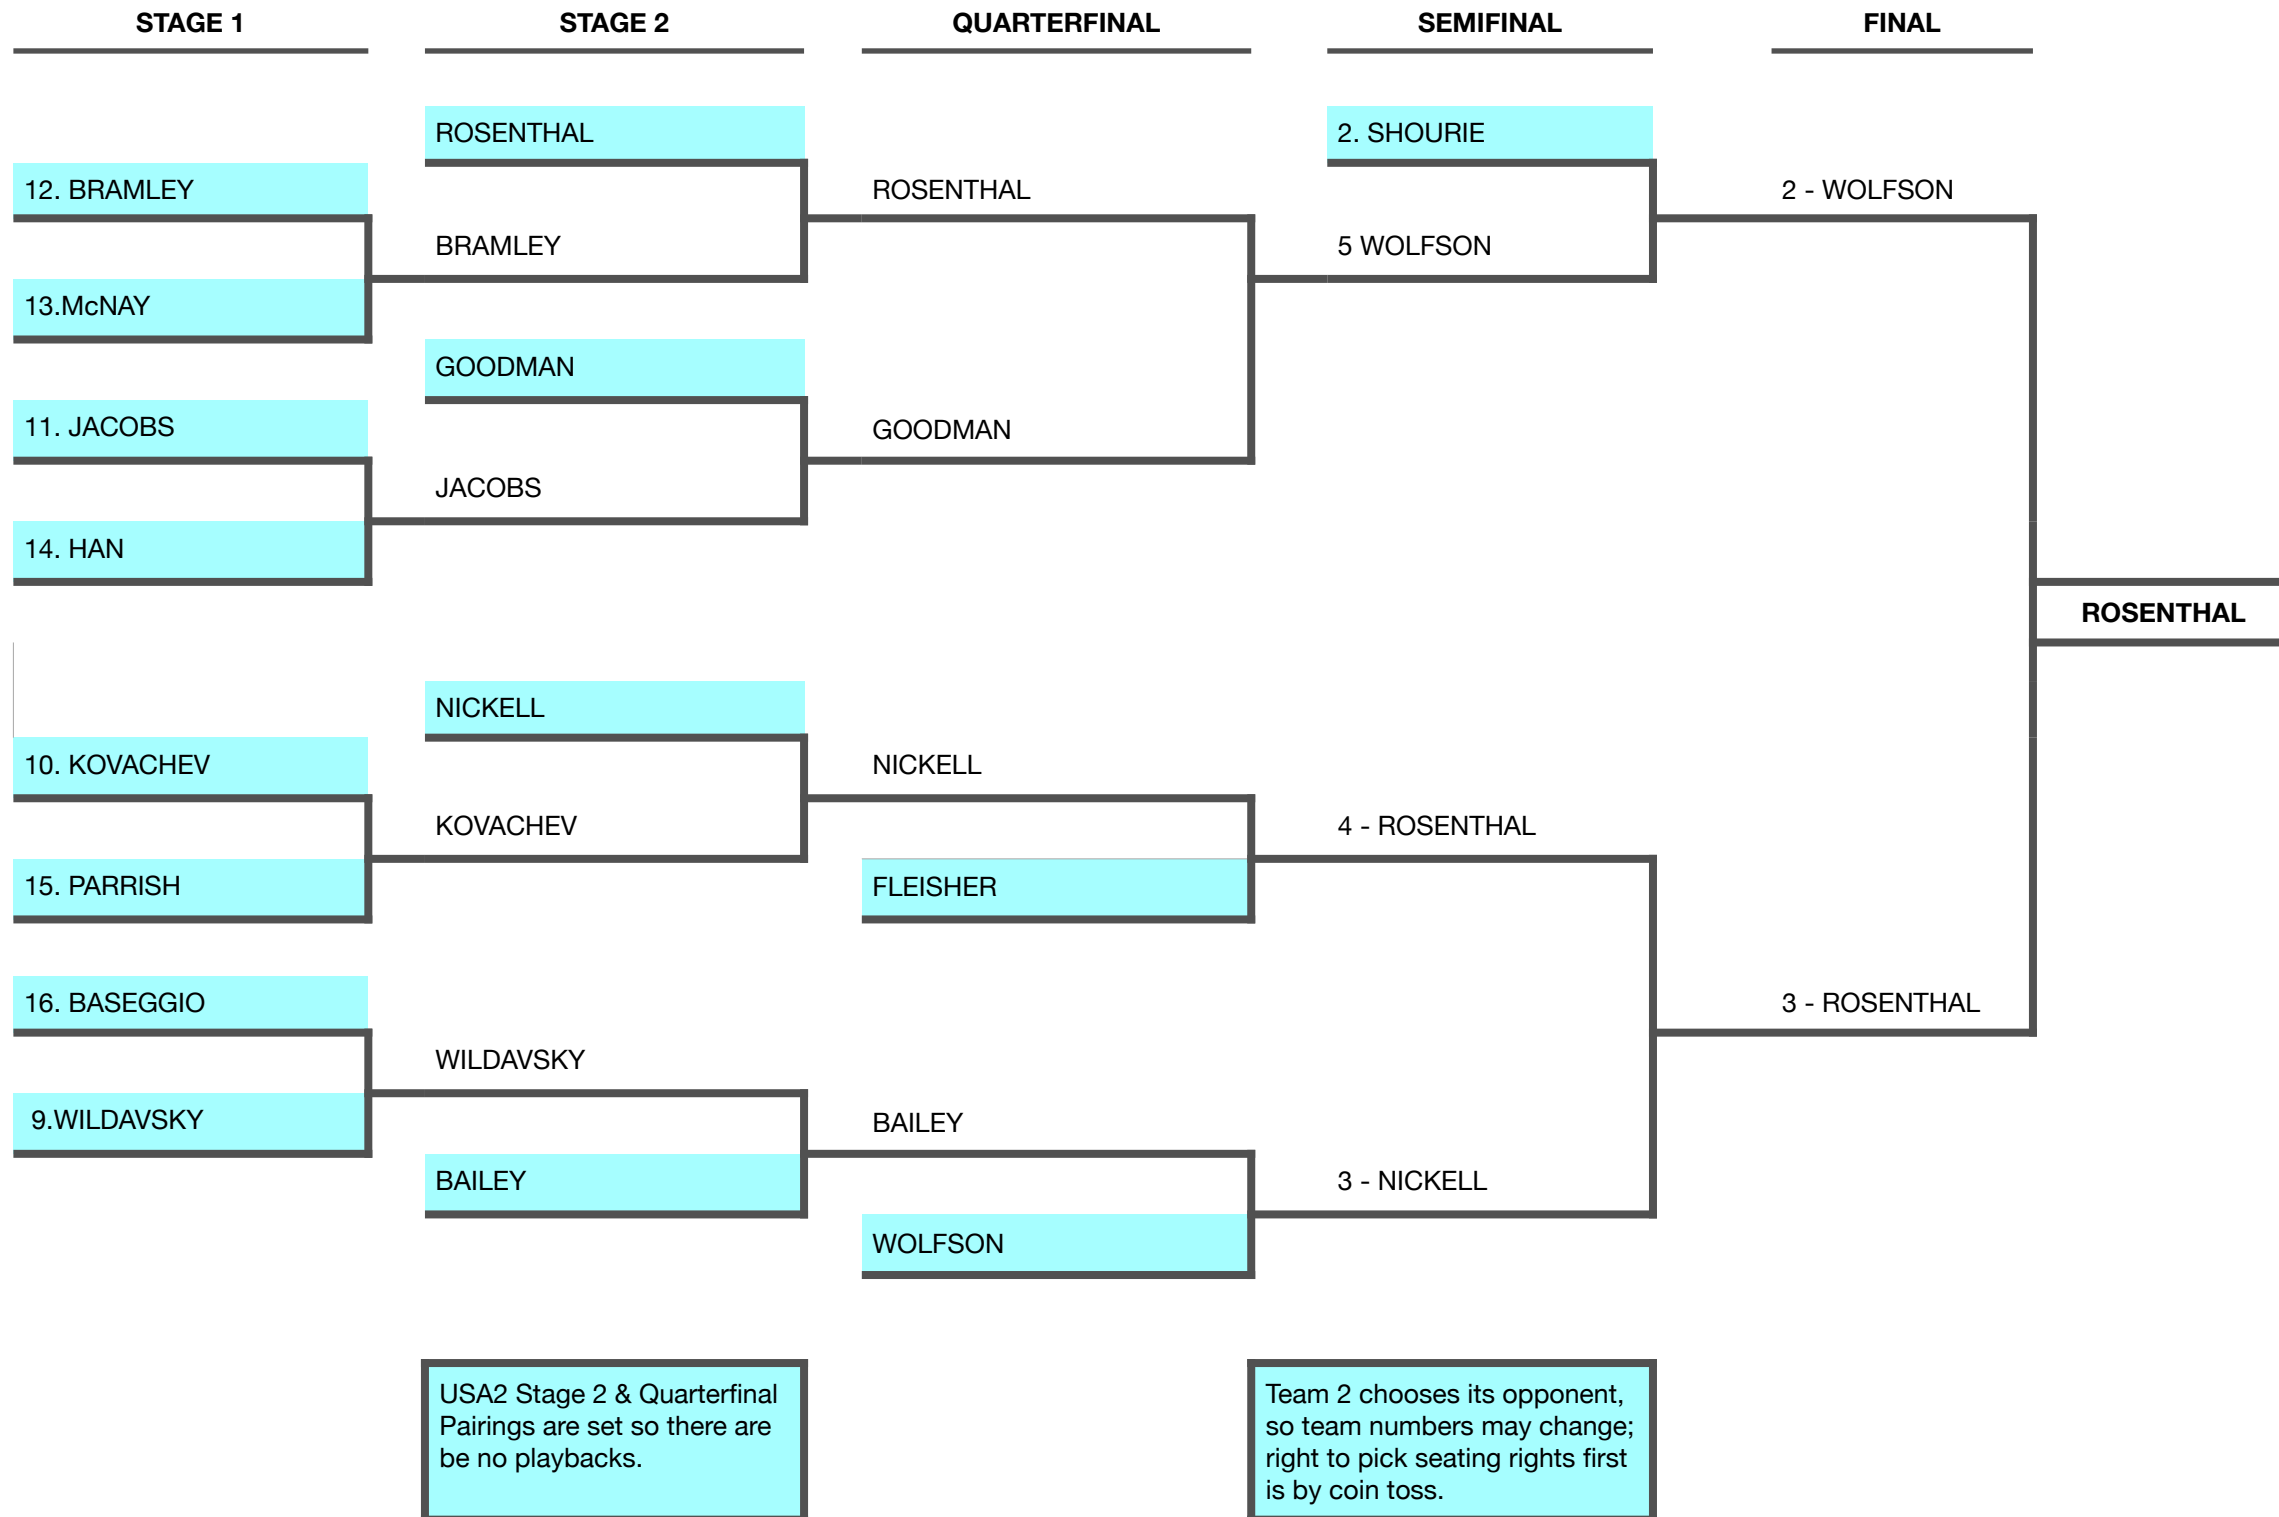 STAGE 1
STAGE 2
QUARTERFINAL
SEMIFINAL
FINAL
ROSENTHAL
2. SHOURIE
12. BRAMLEY
ROSENTHAL
2 - WOLFSON
BRAMLEY
5 WOLFSON
13.McNAY
GOODMAN
11. JACOBS
GOODMAN
JACOBS
14. HAN
ROSENTHAL
NICKELL
10. KOVACHEV
NICKELL
KOVACHEV
4 - ROSENTHAL
15. PARRISH
FLEISHER
16. BASEGGIO
3 - ROSENTHAL
WILDAVSKY
9.WILDAVSKY
BAILEY
BAILEY
3 - NICKELL
WOLFSON
USA2 Stage 2 & Quarterfinal
Pairings are set so there are
be no playbacks.
Team 2 chooses its opponent,
so team numbers may change;
right to pick seating rights first
is by coin toss.